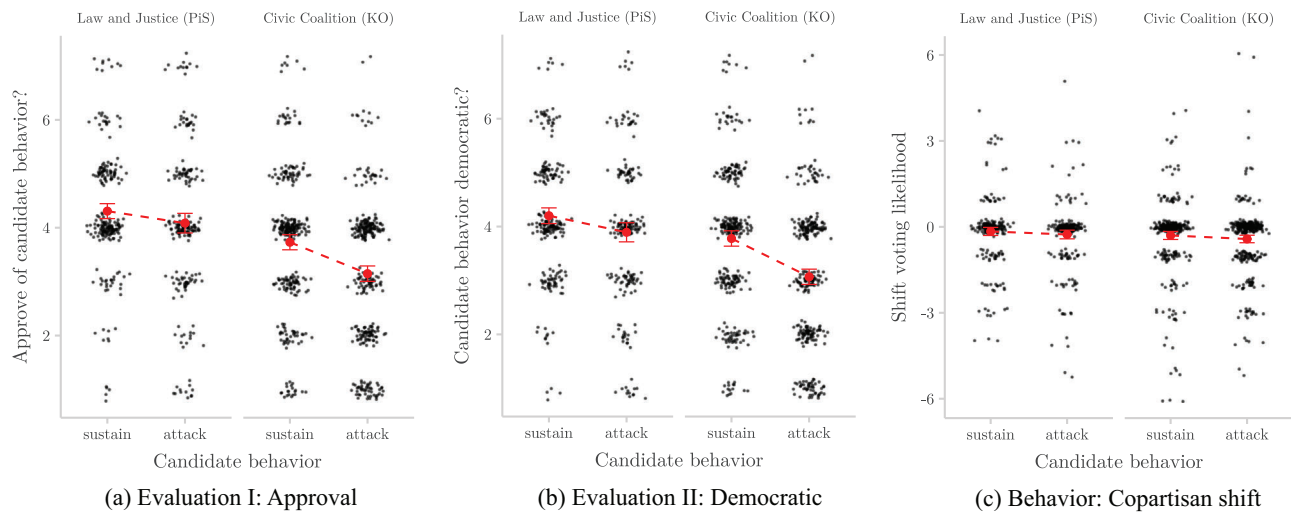 Law and Justice (PiS) Civic Coalition (KO)
Approve of candidate behavior?
6
4
2
sustain attack sustain attack
Candidate behavior
(a) Evaluation I: Approval
Law and Justice (PiS) Civic Coalition (KO)
Candidate behavior democratic?
6
4
2
sustain attack sustain attack
Candidate behavior
(b) Evaluation II: Democratic
Law and Justice (PiS) Civic Coalition (KO)
Shift voting likelihood
6
3
0
-3
-6
sustain attack sustain attack
Candidate behavior
(c) Behavior: Copartisan shift